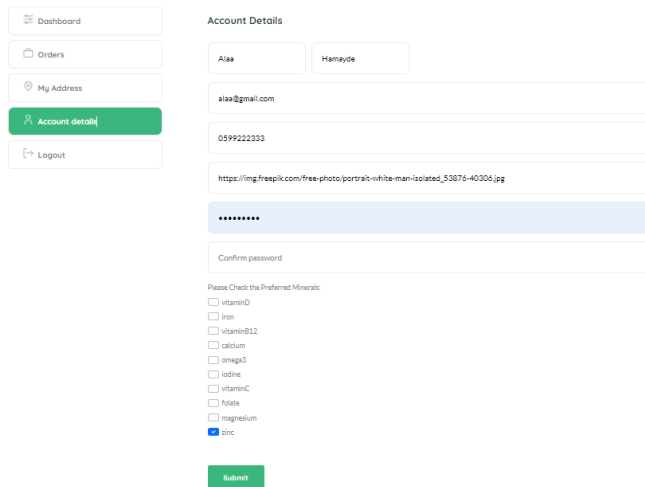 Dashboard
Orders
My Address
Account details
Logout
Account Details
Alaa Hamayde
alaa@gmail.com
0599222333
https://img.freepik.com/free-photo/portrait-white-man-isolated_53876-40306.jpg
•••••••••
Confirm password
Please Check the Preferred Minerals:
vitaminD
iron
vitaminB12
calcium
omega3
iodine
vitaminC
folate
magnesium
zinc
Submit